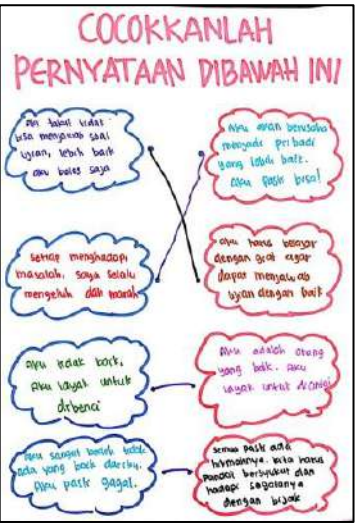 COCOKKANLAH
PERNYATAAN DIBAWAH INI
Aku takut tidak
bisa menjawab soal
ujian, lebih baik
aku bolos saja
Aku akan berusaha
menjadi pribadi
yang lebih baik.
Aku pasti bisa!
Setiap menghadapi
masalah, saya selalu
mengeluh dan marah
Aku harus belajar
dengan giat agar
dapat menjawab
ujian dengan baik
Aku tidak baik,
Aku layak untuk
dibenci
Aku adalah orang
yang baik. Aku
layak untuk
Aku sangat bodoh tidak
ada yang baik dariku.
Aku pasti gagal.
semua pasti ada
hikmahnya. kita harus
pandai bersyukur dan
hadapi segalanya
dengan bijak